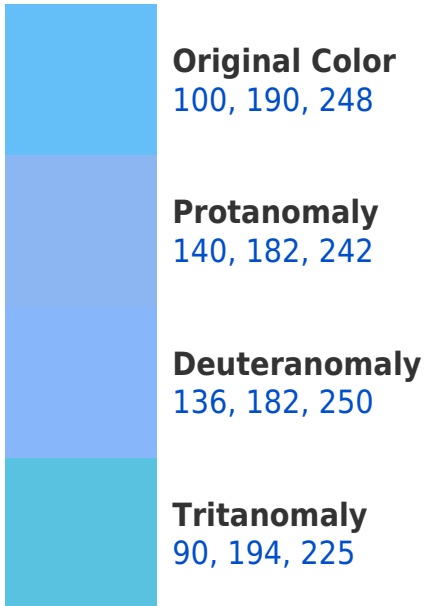 Original Color
100, 190, 248
Protanomaly
140, 182, 242
Deuteranomaly
136, 182, 250
Tritanomaly
90, 194, 225